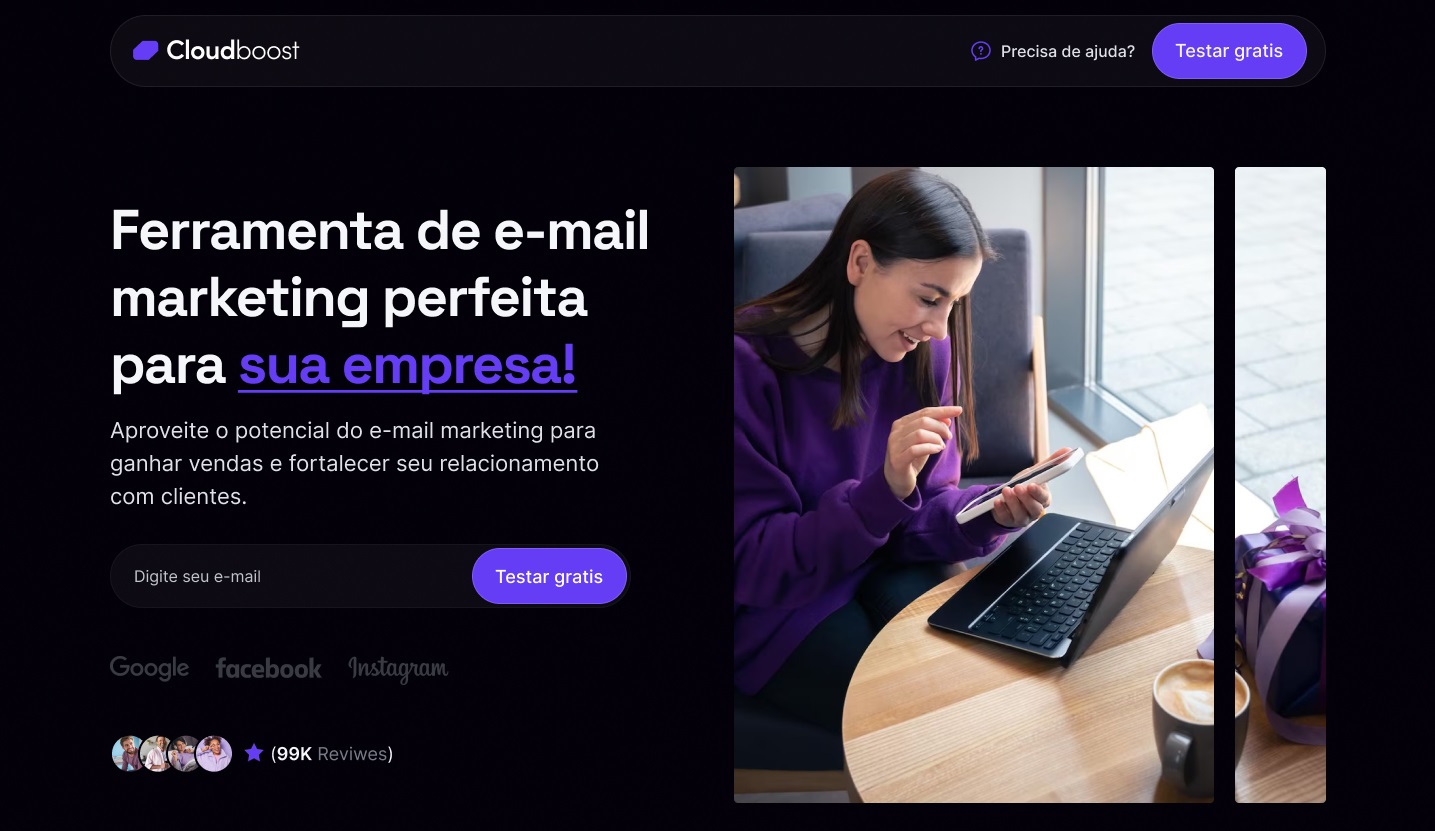 Cloudboost
Precisa de ajuda?
Testar gratis
Ferramenta de e-mail
marketing perfeita
para sua empresa!
Aproveite o potencial do e-mail marketing para
ganhar vendas e fortalecer seu relacionamento
com clientes.
Digite seu e-mail
Testar gratis
Google facebook Instagram
(99K Reviwes)